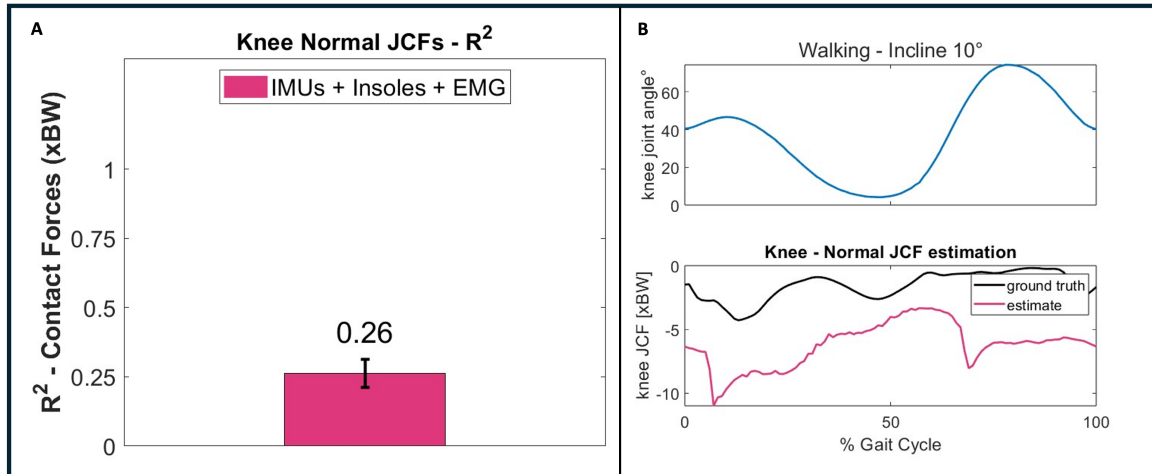 A
Knee Normal JCFs - R²
IMUs + Insoles + EMG
R² - Contact Forces (xBW)
1
0.75
0.5
0.25
0
0.26
B
Walking - Incline 10°
knee joint angle°
60
40
20
0
Knee - Normal JCF estimation
knee JCF [xBW]
0
-5
-10
ground truth
estimate
0
50
100
% Gait Cycle